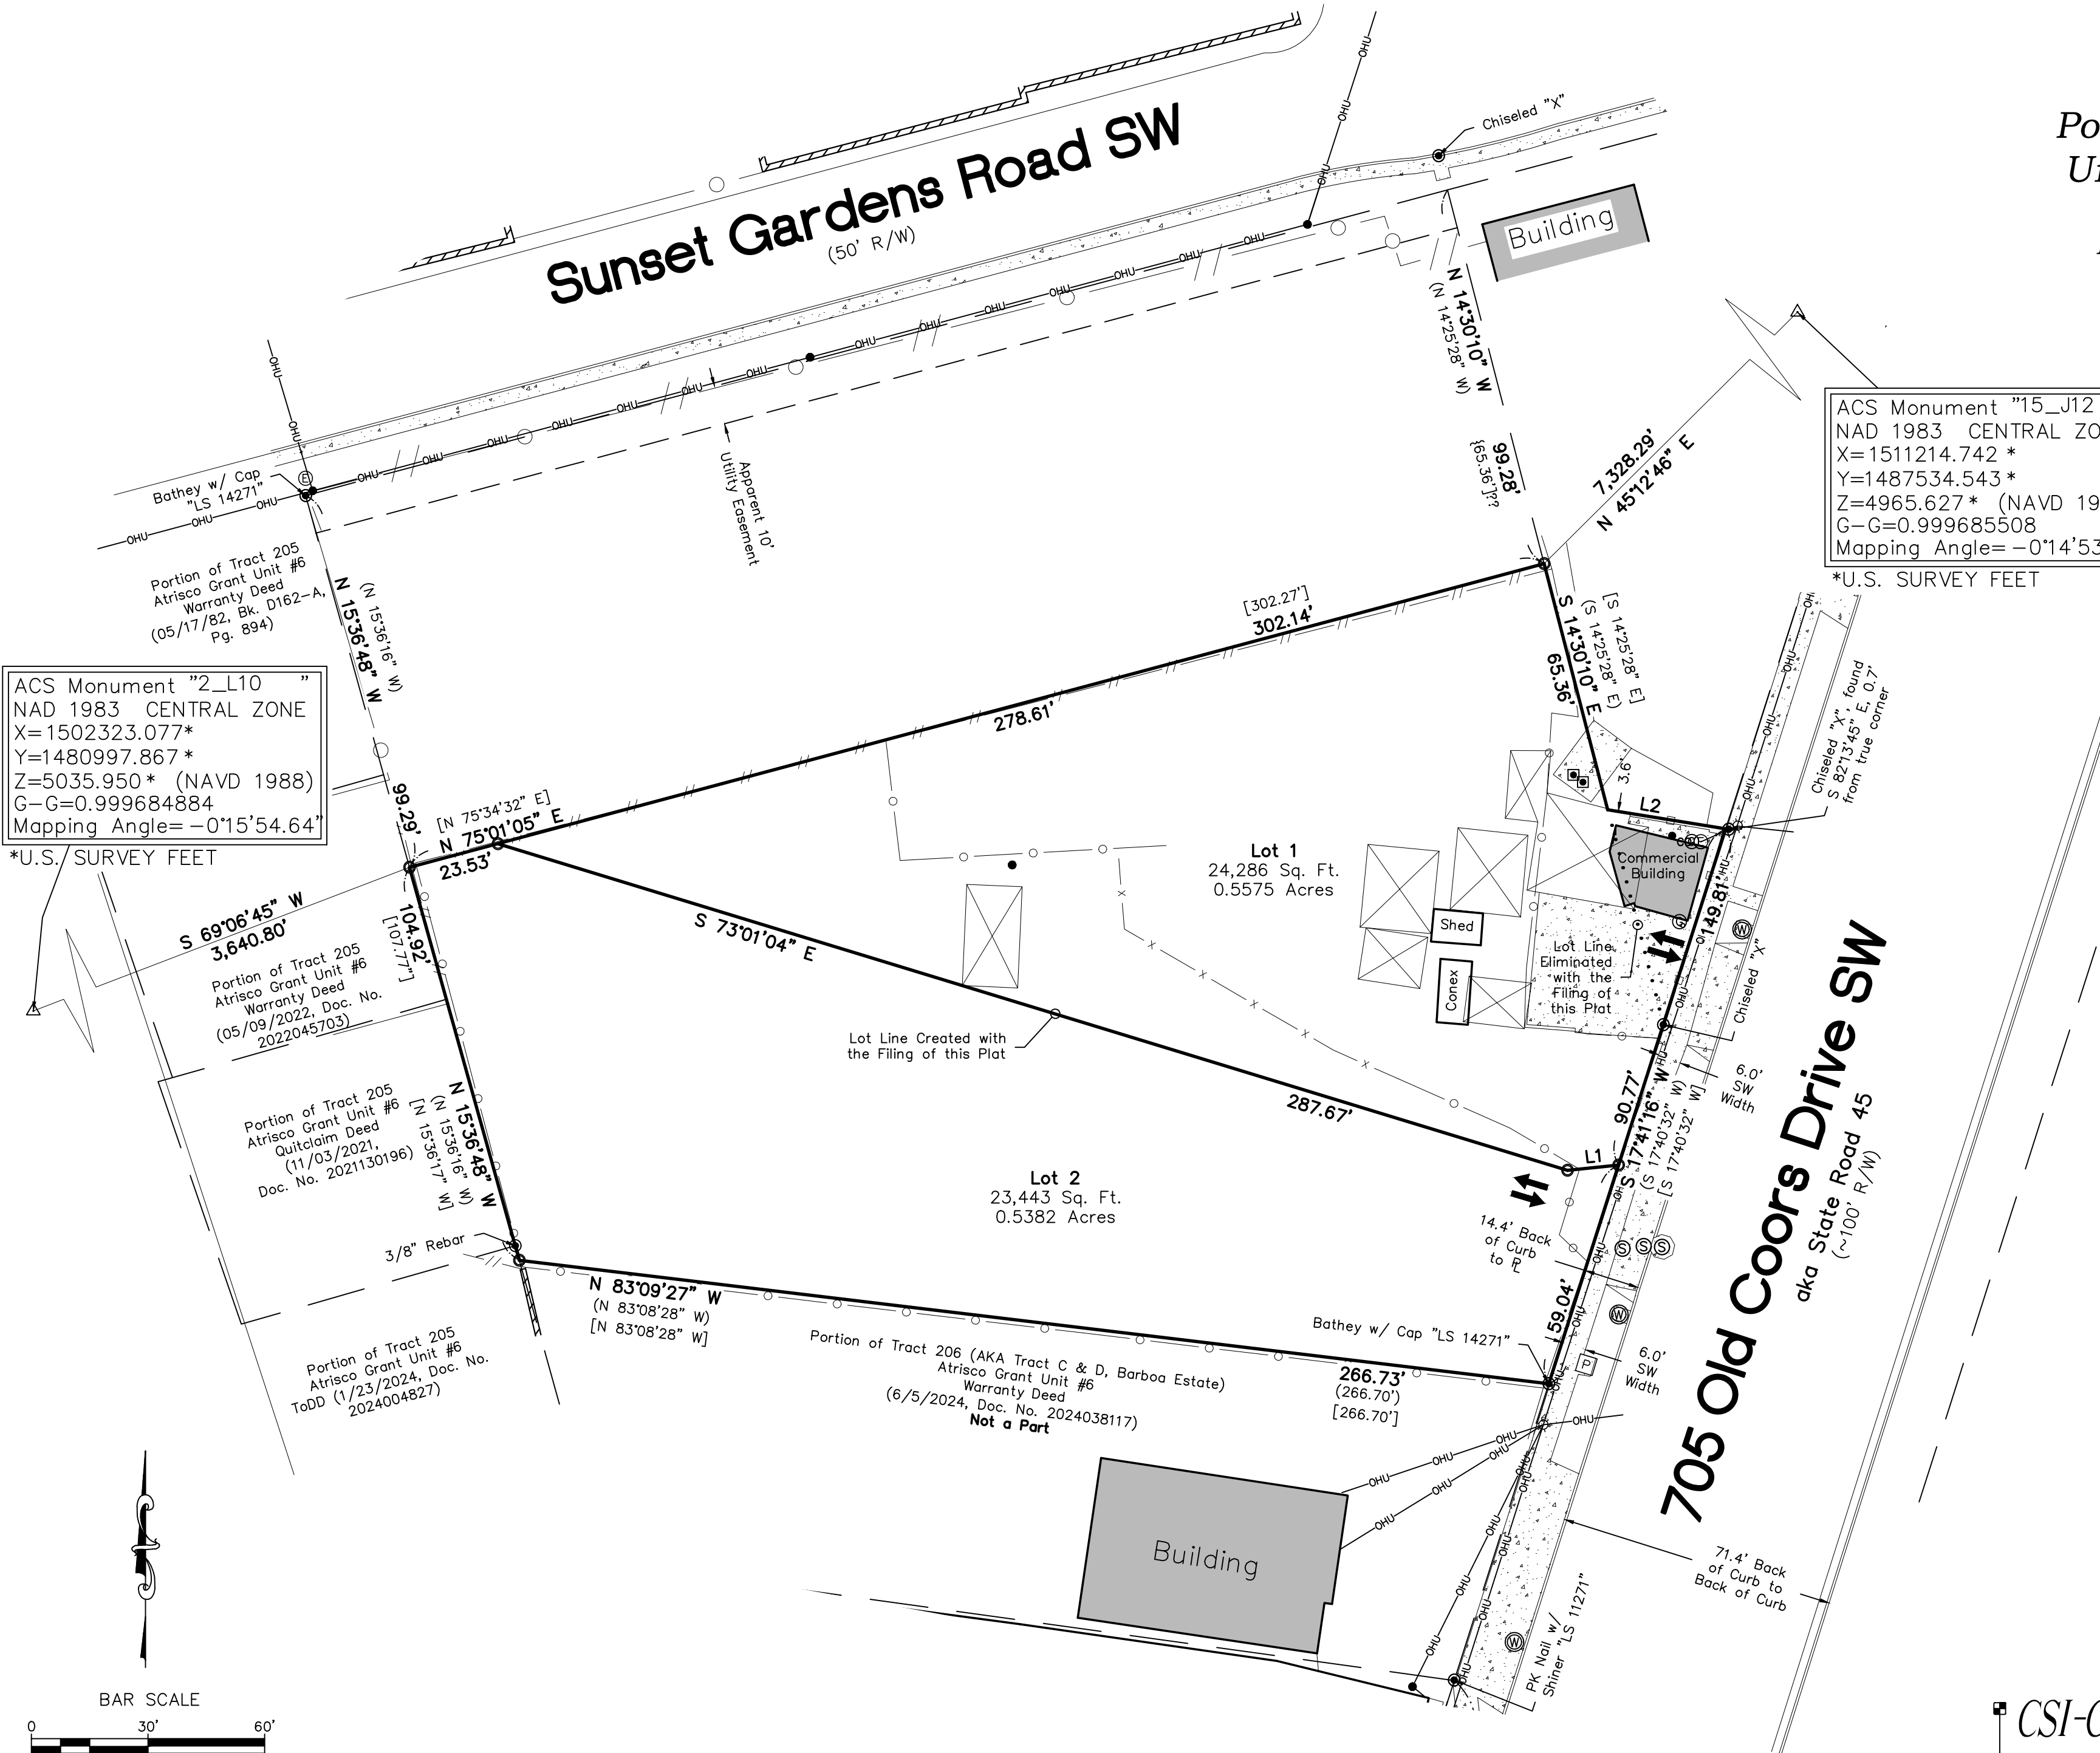 Sunset Gardens Road SW
(50' R/W)
Chiseled "X"
Building
Po
OHU
Bathey w/ Cap
"LS 14271"
E
Apparent 10'
Utility Easement
N 14°30'10" W
(N 14°25'28" W)
99.28'
{65.36'}??
7,328.29'
N 45°12'46" E
ACS Monument "15_J12
NAD 1983 CENTRAL ZO
X=1511214.742 *
Y=1487534.543 *
Z=4965.627* (NAVD 19
G-G=0.999685508
Mapping Angle= -0°14'53
*U.S. SURVEY FEET
Portion of Tract 205
Atrisco Grant Unit #6
Warranty Deed
(05/17/82, Bk. D162-A,
Pg. 894)
(N 15°36'16" W)
N 15°36'48" W
99.29'
ACS Monument "2_L10 "
NAD 1983 CENTRAL ZONE
X=1502323.077*
Y=1480997.867 *
Z=5035.950 * (NAVD 1988)
G-G=0.999684884
Mapping Angle= -0°15'54.64"
*U.S. SURVEY FEET
[302.27']
302.14'
278.61'
[N 75°34'32" E]
N 75°01'05" E
23.53'
[S 14°25'28" E]
(S 14°25'28" E)
S 14°30'10" E
65.36'
3.6'
L2
Chiseled "X", found
S 82°13'45" E, 0.7'
from true corner
Commercial
Building
Lot 1
24,286 Sq. Ft.
0.5575 Acres
Shed
Conex
Lot Line
Eliminated
with the
Filing of
this Plat
149.81'
W
Chiseled "X"
S 69°06'45" W
3,640.80'
104.92'
[107.77']
Portion of Tract 205
Atrisco Grant Unit #6
Warranty Deed
(05/09/2022, Doc. No.
2022045703)
S 73°01'04" E
287.67'
Lot Line Created with
the Filing of this Plat
6.0'
SW
Width
90.77'
S 17°41'16" W
(S 17°40'32" W)
[S 17°40'32" W]
L1
Portion of Tract 205
Atrisco Grant Unit #6
Quitclaim Deed
(11/03/2021,
Doc. No. 2021130196)
N 15°36'48" W
(N 15°36'16" W)
[N 15°36'17" W]
Lot 2
23,443 Sq. Ft.
0.5382 Acres
14.4' Back
of Curb
to PL
S S S
705 Old Coors Drive SW
aka State Road 45
(~100' R/W)
3/8" Rebar
59.04'
W
P
N 83°09'27" W
(N 83°08'28" W)
[N 83°08'28" W]
Bathey w/ Cap "LS 14271"
266.73'
(266.70')
[266.70']
6.0'
SW
Width
Portion of Tract 205
Atrisco Grant Unit #6
ToDD (1/23/2024, Doc. No.
2024004827)
Portion of Tract 206 (AKA Tract C & D, Barboa Estate)
Atrisco Grant Unit #6
Warranty Deed
(6/5/2024, Doc. No. 2024038117)
Not a Part
Building
71.4' Back
of Curb to
Back of Curb
W
PK Nail w/
Shiner "LS 11271"
BAR SCALE
0 30' 60'
CSI-C